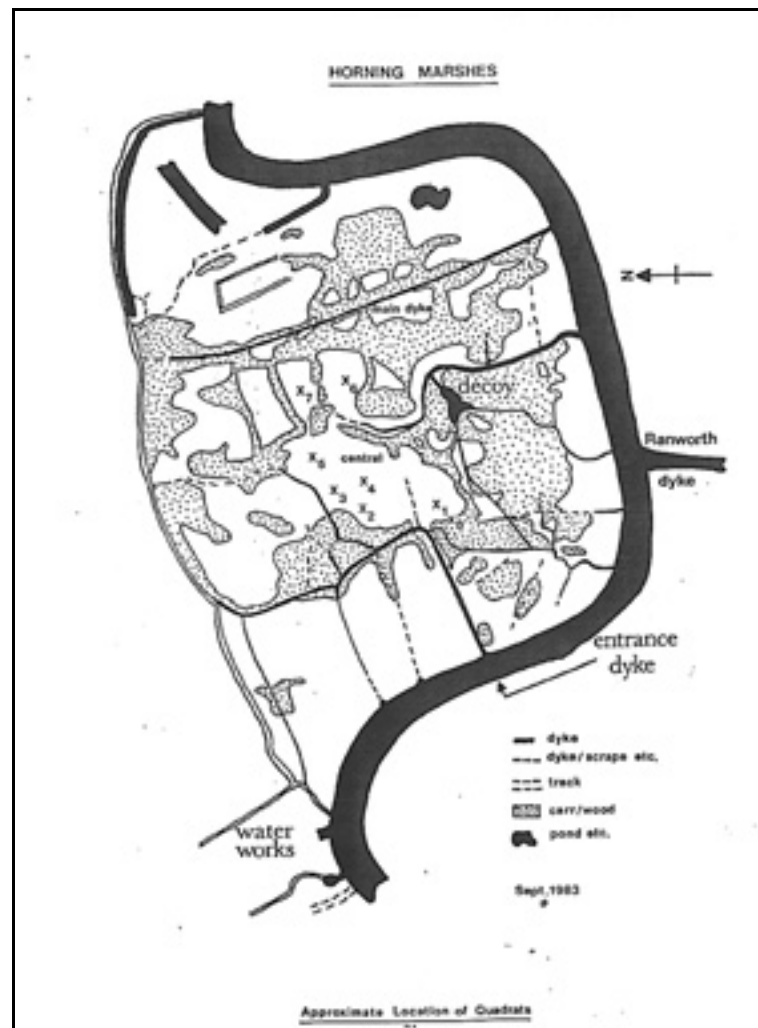 HORNING MARSHES
N
main dyke
decoy
X7
X6
Ranworth
dyke
X5
central
X3
X4
X2
X1
entrance
dyke
dyke
dyke/scrape etc.
track
carr/wood
pond etc.
water
works
Sept, 1983
Approximate Location of Quadrats